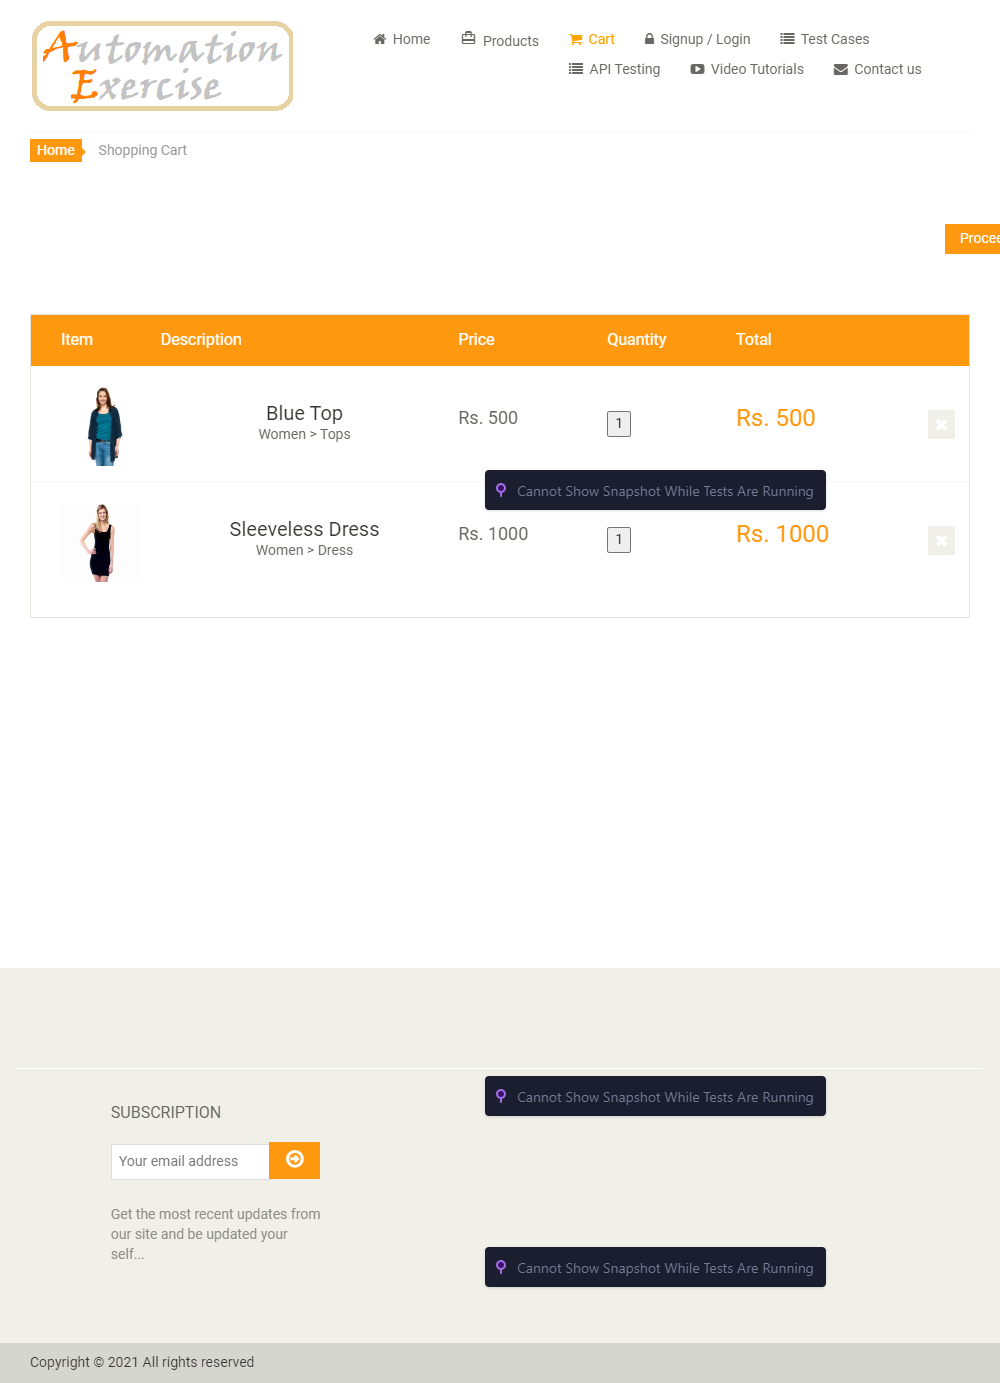 Automation
Exercise
Home Products Cart Signup / Login Test Cases
API Testing Video Tutorials Contact us
Home Shopping Cart
Procee
Item Description Price Quantity Total
Blue Top Rs. 500 1 Rs. 500
Women > Tops
Cannot Show Snapshot While Tests Are Running
Sleeveless Dress Rs. 1000 1 Rs. 1000
Women > Dress
Cannot Show Snapshot While Tests Are Running
SUBSCRIPTION
Your email address
Get the most recent updates from
our site and be updated your
self...
Cannot Show Snapshot While Tests Are Running
Copyright © 2021 All rights reserved